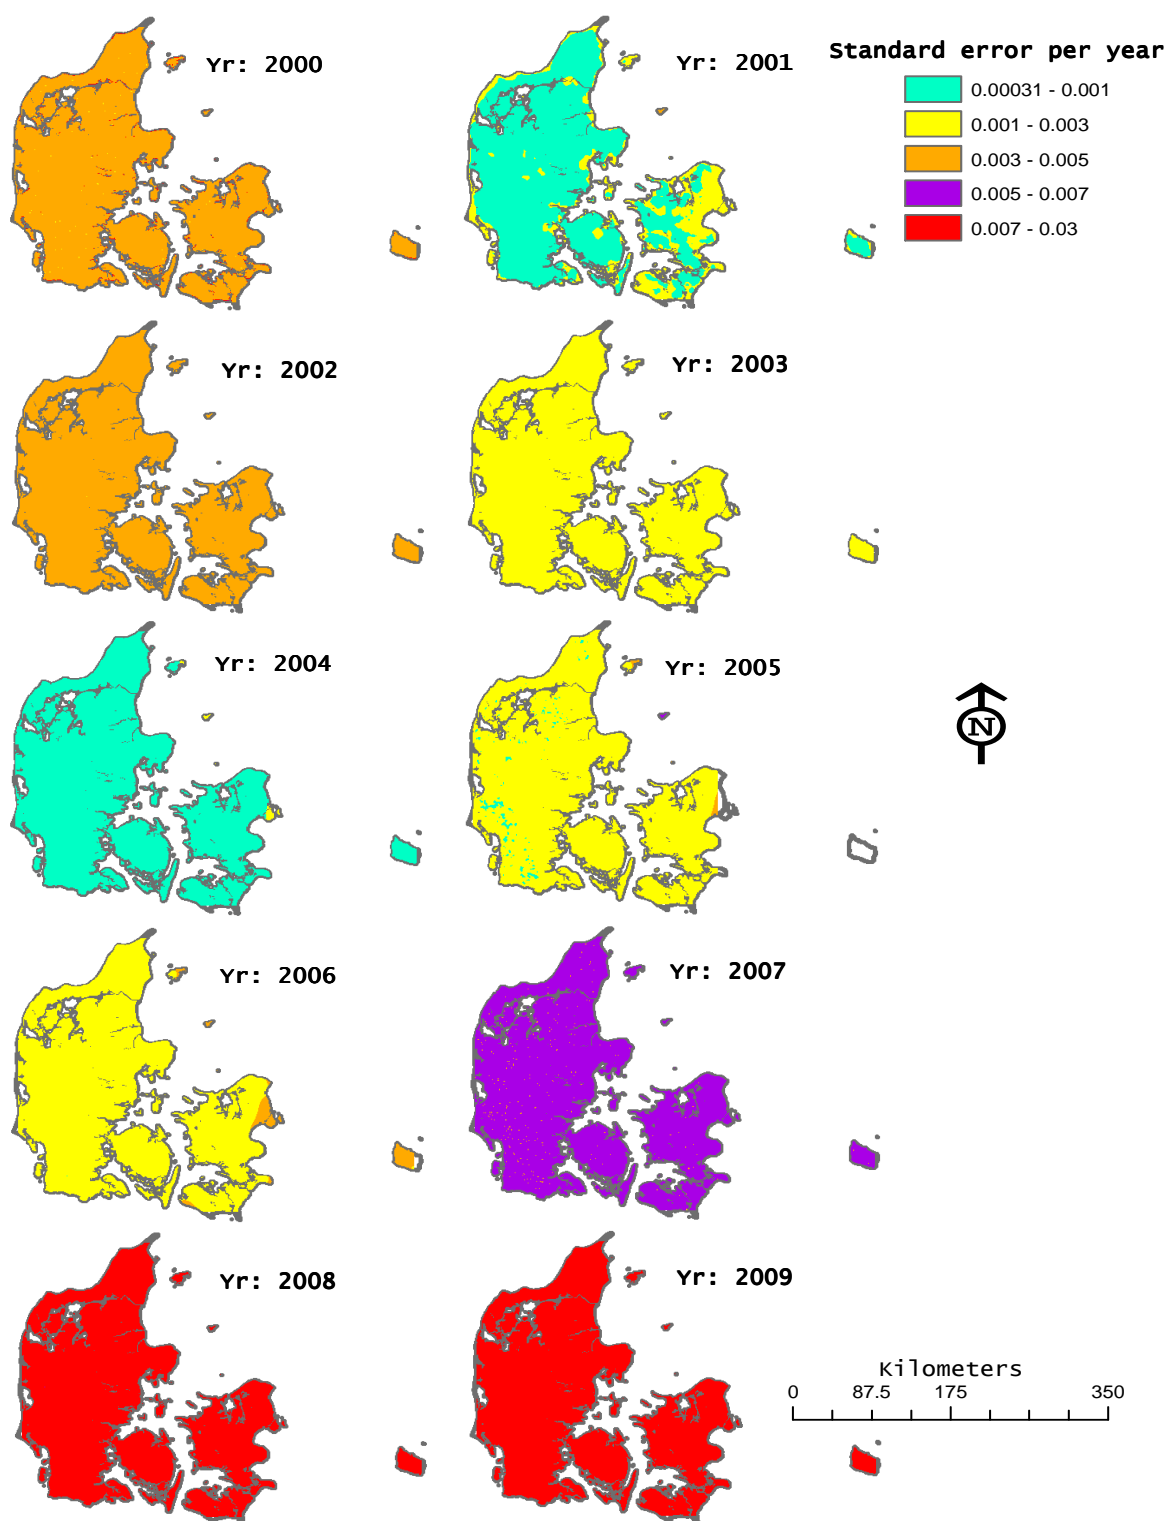 Yr: 2000
Yr: 2001
Standard error per year
0.00031 - 0.001
0.001 - 0.003
0.003 - 0.005
0.005 - 0.007
0.007 - 0.03
Yr: 2002
Yr: 2003
Yr: 2004
Yr: 2005
N
Yr: 2006
Yr: 2007
Yr: 2008
Yr: 2009
Kilometers
0 87.5 175 350